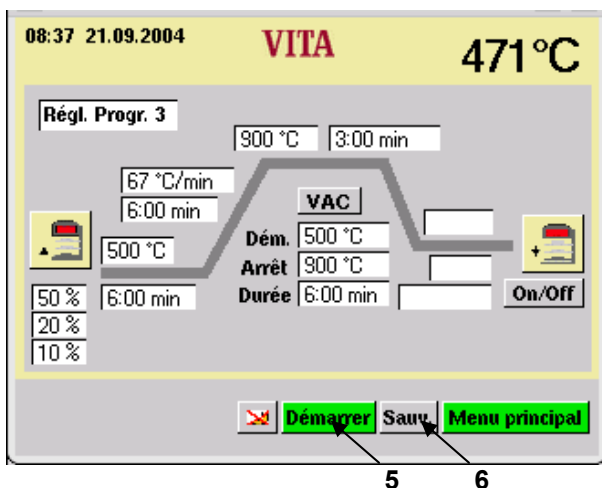 08:37 21.09.2004 VITA 471°C
Régl. Progr. 3
900 °C 3:00 min
67 °C/min
6:00 min VAC
500 °C Dém. 500 °C
Arrêt 900 °C
50 % 6:00 min Durée 6:00 min On/Off
20 %
10 %
Démarrer Sauv. Menu principal
5 6